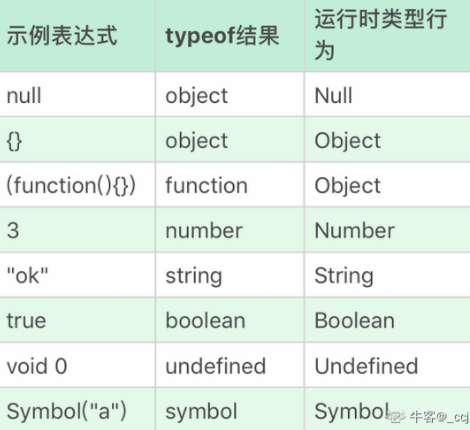 示例表达式 typeof结果 运行时类型行
为
null object Null
{} object Object
(function(){}) function Object
3 number Number
"ok" string String
true boolean Boolean
void 0 undefined Undefined
Symbol("a") symbol Symbol
牛客@_ccj